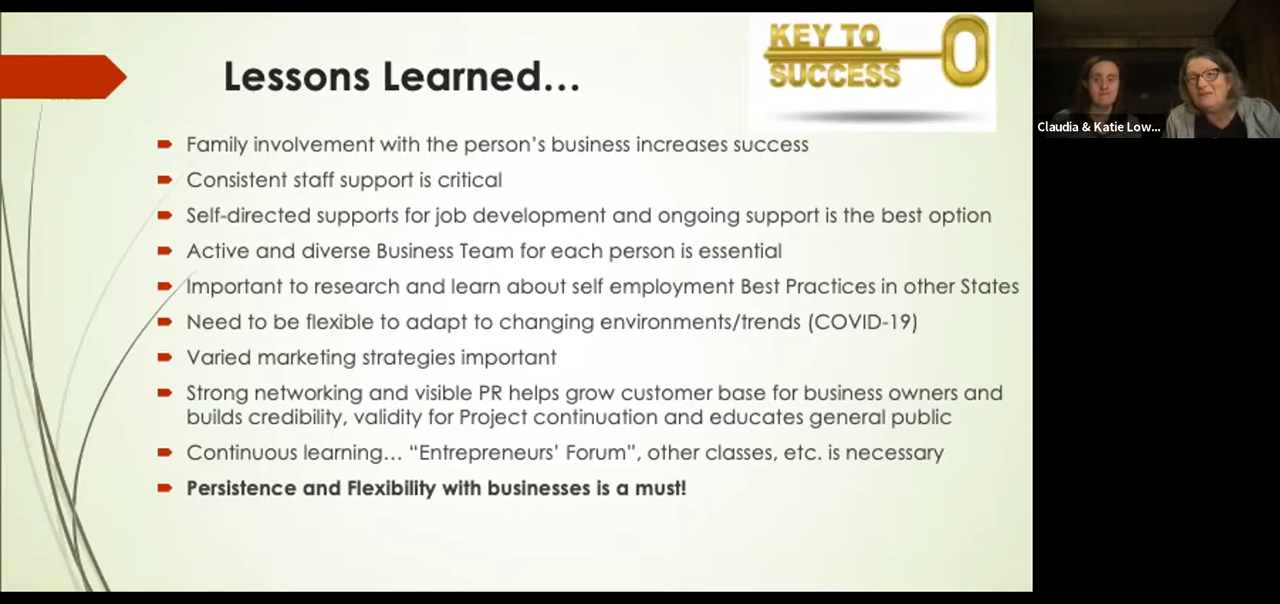 KEY TO
SUCCESS
Lessons Learned...
Family involvement with the person's business increases success
Consistent staff support is critical
Self-directed supports for job development and ongoing support is the best option
Active and diverse Business Team for each person is essential
Important to research and learn about self employment Best Practices in other States
Need to be flexible to adapt to changing environments/trends (COVID-19)
Varied marketing strategies important
Strong networking and visible PR helps grow customer base for business owners and
builds credibility, validity for Project continuation and educates general public
Continuous learning... “Entrepreneurs’ Forum”, other classes, etc. is necessary
Persistence and Flexibility with businesses is a must!
Claudia & Katie Low...